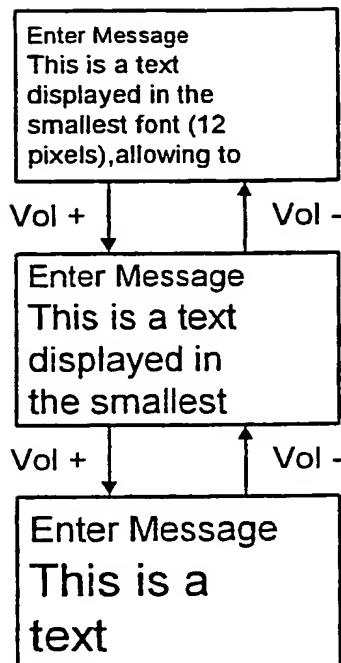 Enter Message
This is a text
displayed in the
smallest font (12
pixels),allowing to
Vol + Vol -
Enter Message
This is a text
displayed in
the smallest
Vol + Vol -
Enter Message
This is a
text